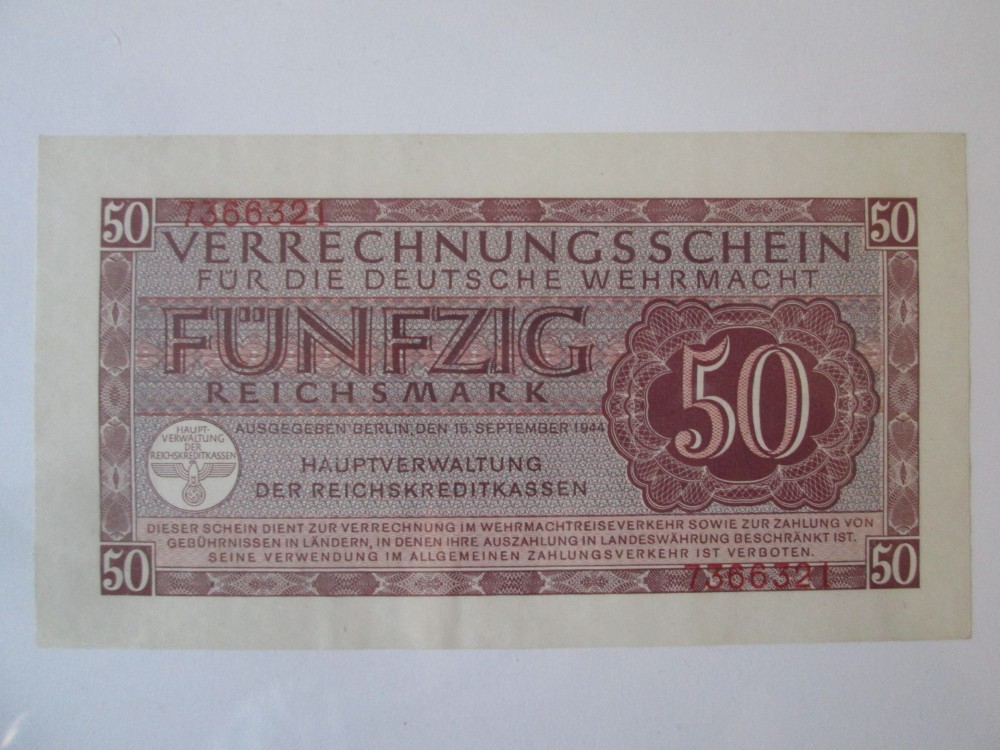 50
7366321
50
VERRECHNUNGSSCHEIN
FÜR DIE DEUTSCHE WEHRMACHT
FÜNFZIG
REICHSMARK
50
AUSGEGEBEN BERLIN, DEN 15. SEPTEMBER 1944
HAUPT-
VERWALTUNG
DER
REICHSKREDITKASSEN
HAUPTVERWALTUNG
DER REICHSKREDITKASSEN
DIESER SCHEIN DIENT ZUR VERRECHNUNG IM WEHRMACHTREISEVERKEHR SOWIE ZUR ZAHLUNG VON
GEBÜHRNISSEN IN LÄNDERN, IN DENEN IHRE AUSZAHLUNG IN LANDESWÄHRUNG BESCHRÄNKT IST.
SEINE VERWENDUNG IM ALLGEMEINEN ZAHLUNGSVERKEHR IST VERBOTEN.
50
7366321
50